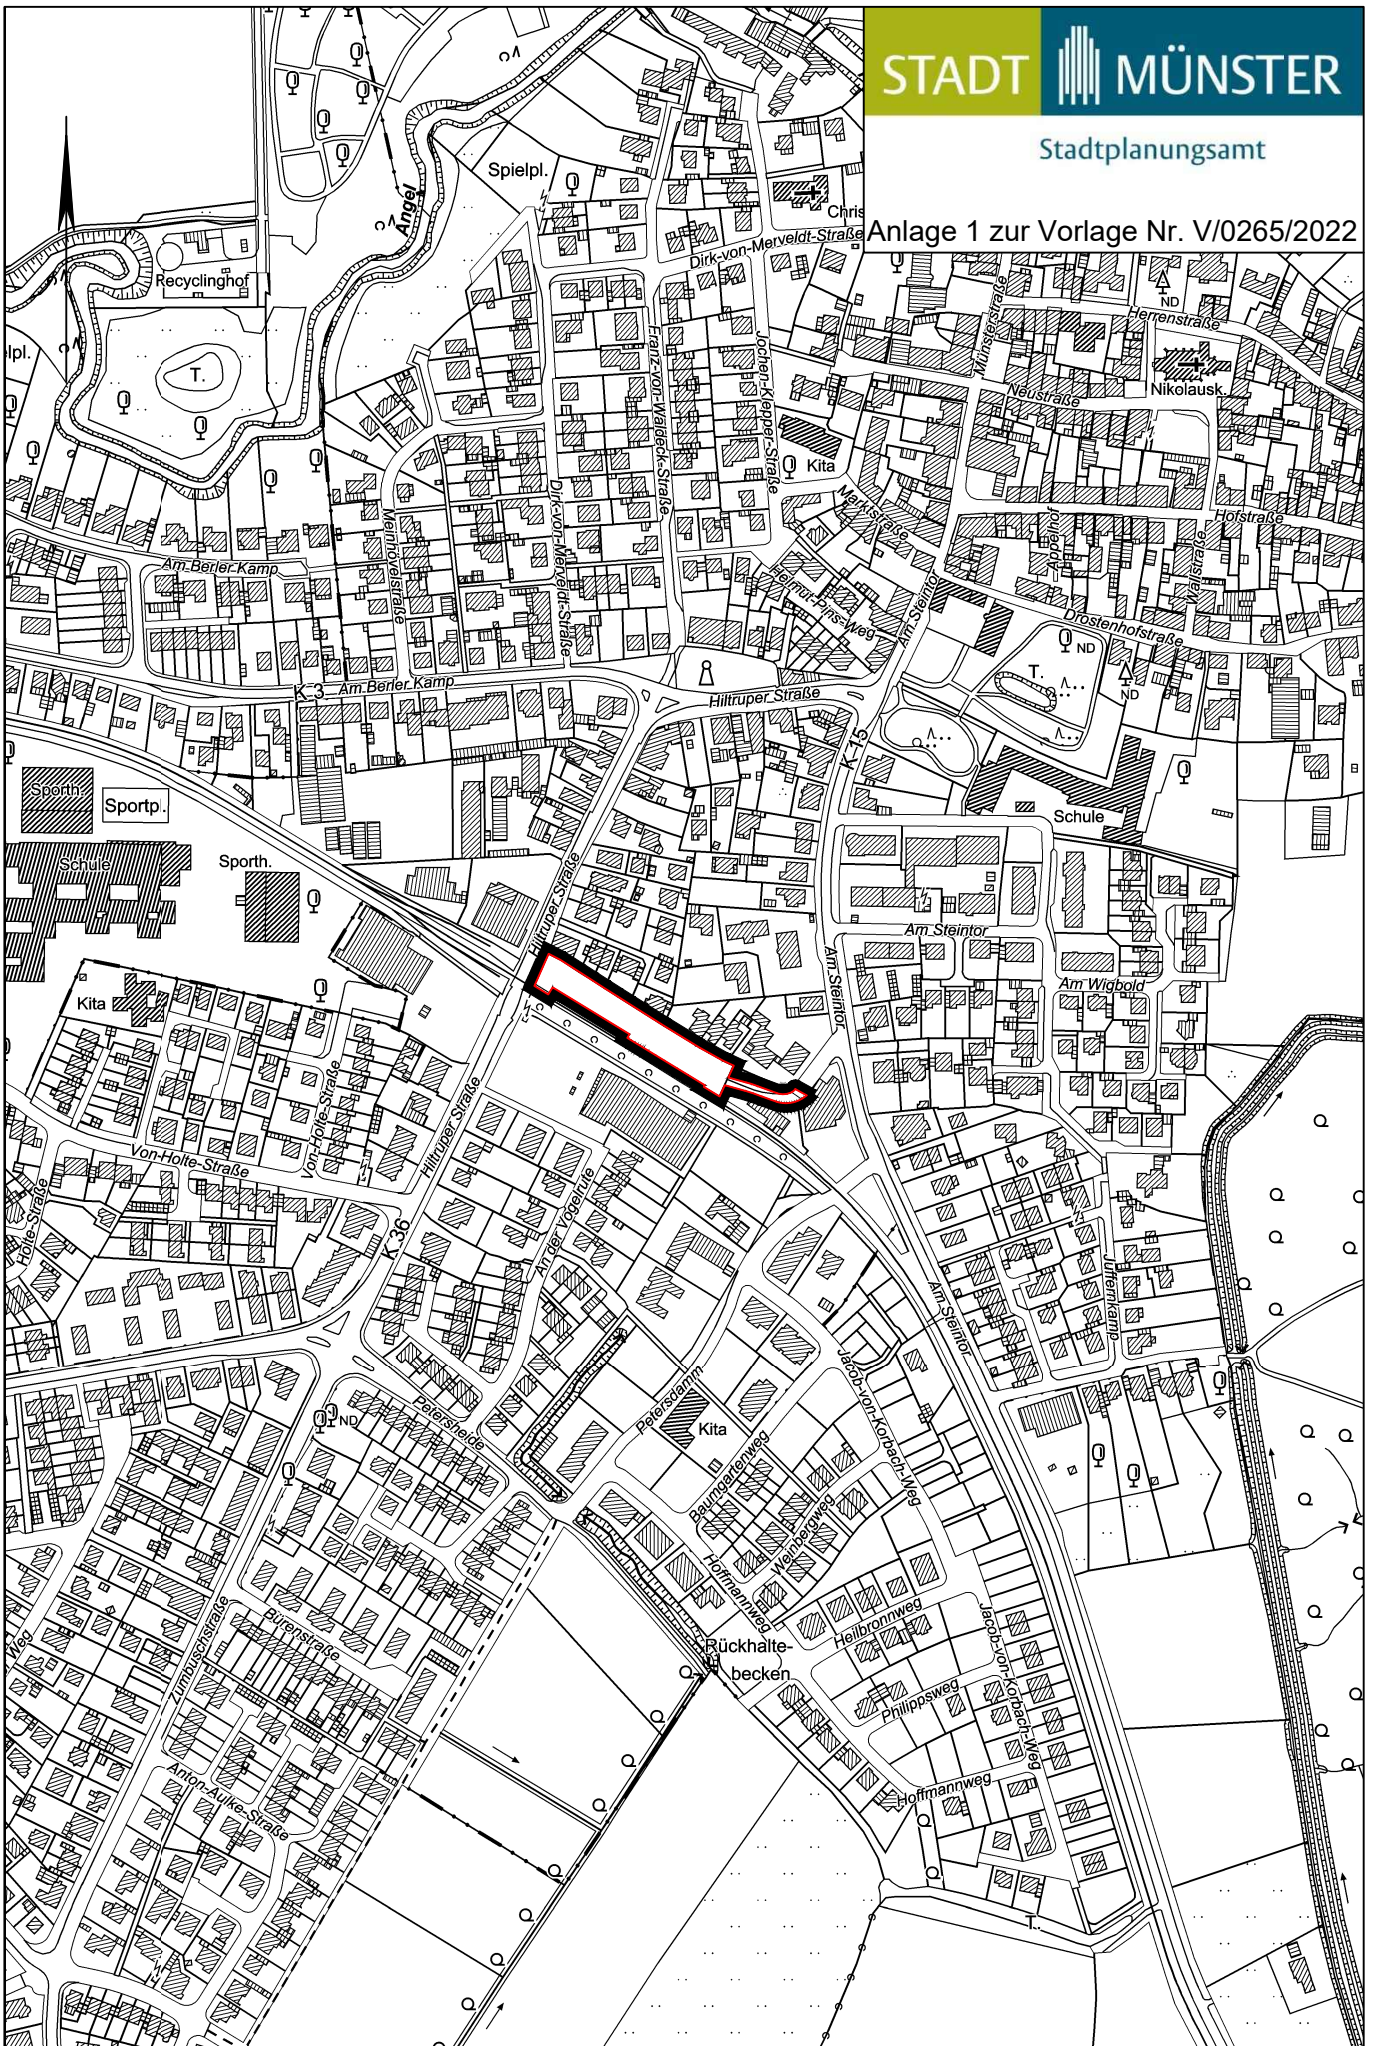 STADT MÜNSTER
Stadtplanungsamt
Anlage 1 zur Vorlage Nr. V/0265/2022
Spielpl.
Angel
Chris
Dirk-von-Merveldt-Straße
Recyclinghof
ND
Herrenstraße
Münsterstraße
lpl.
T.
Franz-von-Waldeck-Straße
Jochen-Klepper-Straße
Nikolausk.
Neustraße
Kita
Marktstraße
Dirk-von-Merveldt-Straße
Meinhövelstraße
Appelhof
Hofstraße
Wallstraße
Am-Berler-Kamp
Helmut-Pins-Weg
Am Steintor
Drostenhofstraße
ND
T.
ND
K 3
Am Berler Kamp
Hiltruper Straße
K 15
Sporth.
Sportp.
Schule
Schule
Sporth.
Hiltruper Straße
Am Steintor
Am Steintor
Am Wigbold
Kita
Von-Holte-Straße
Hiltruper Straße
Von-Holte-Straße
Holte-Straße
An der Vogelrute
K 36
Juffernkamp
Am Steintor
Jacob-von-Korbach-Weg
Petersdamm
Petersheide
ND
Kita
Baumgartenweg
Weinbergweg
Hoffmannweg
Heilbronnweg
Jacob-von-Korbach-Weg
Bürenstraße
Zumbuschstraße
Weg
Rückhalte-
becken
Philippsweg
Hoffmannweg
Anton-Aulke-Straße
T.